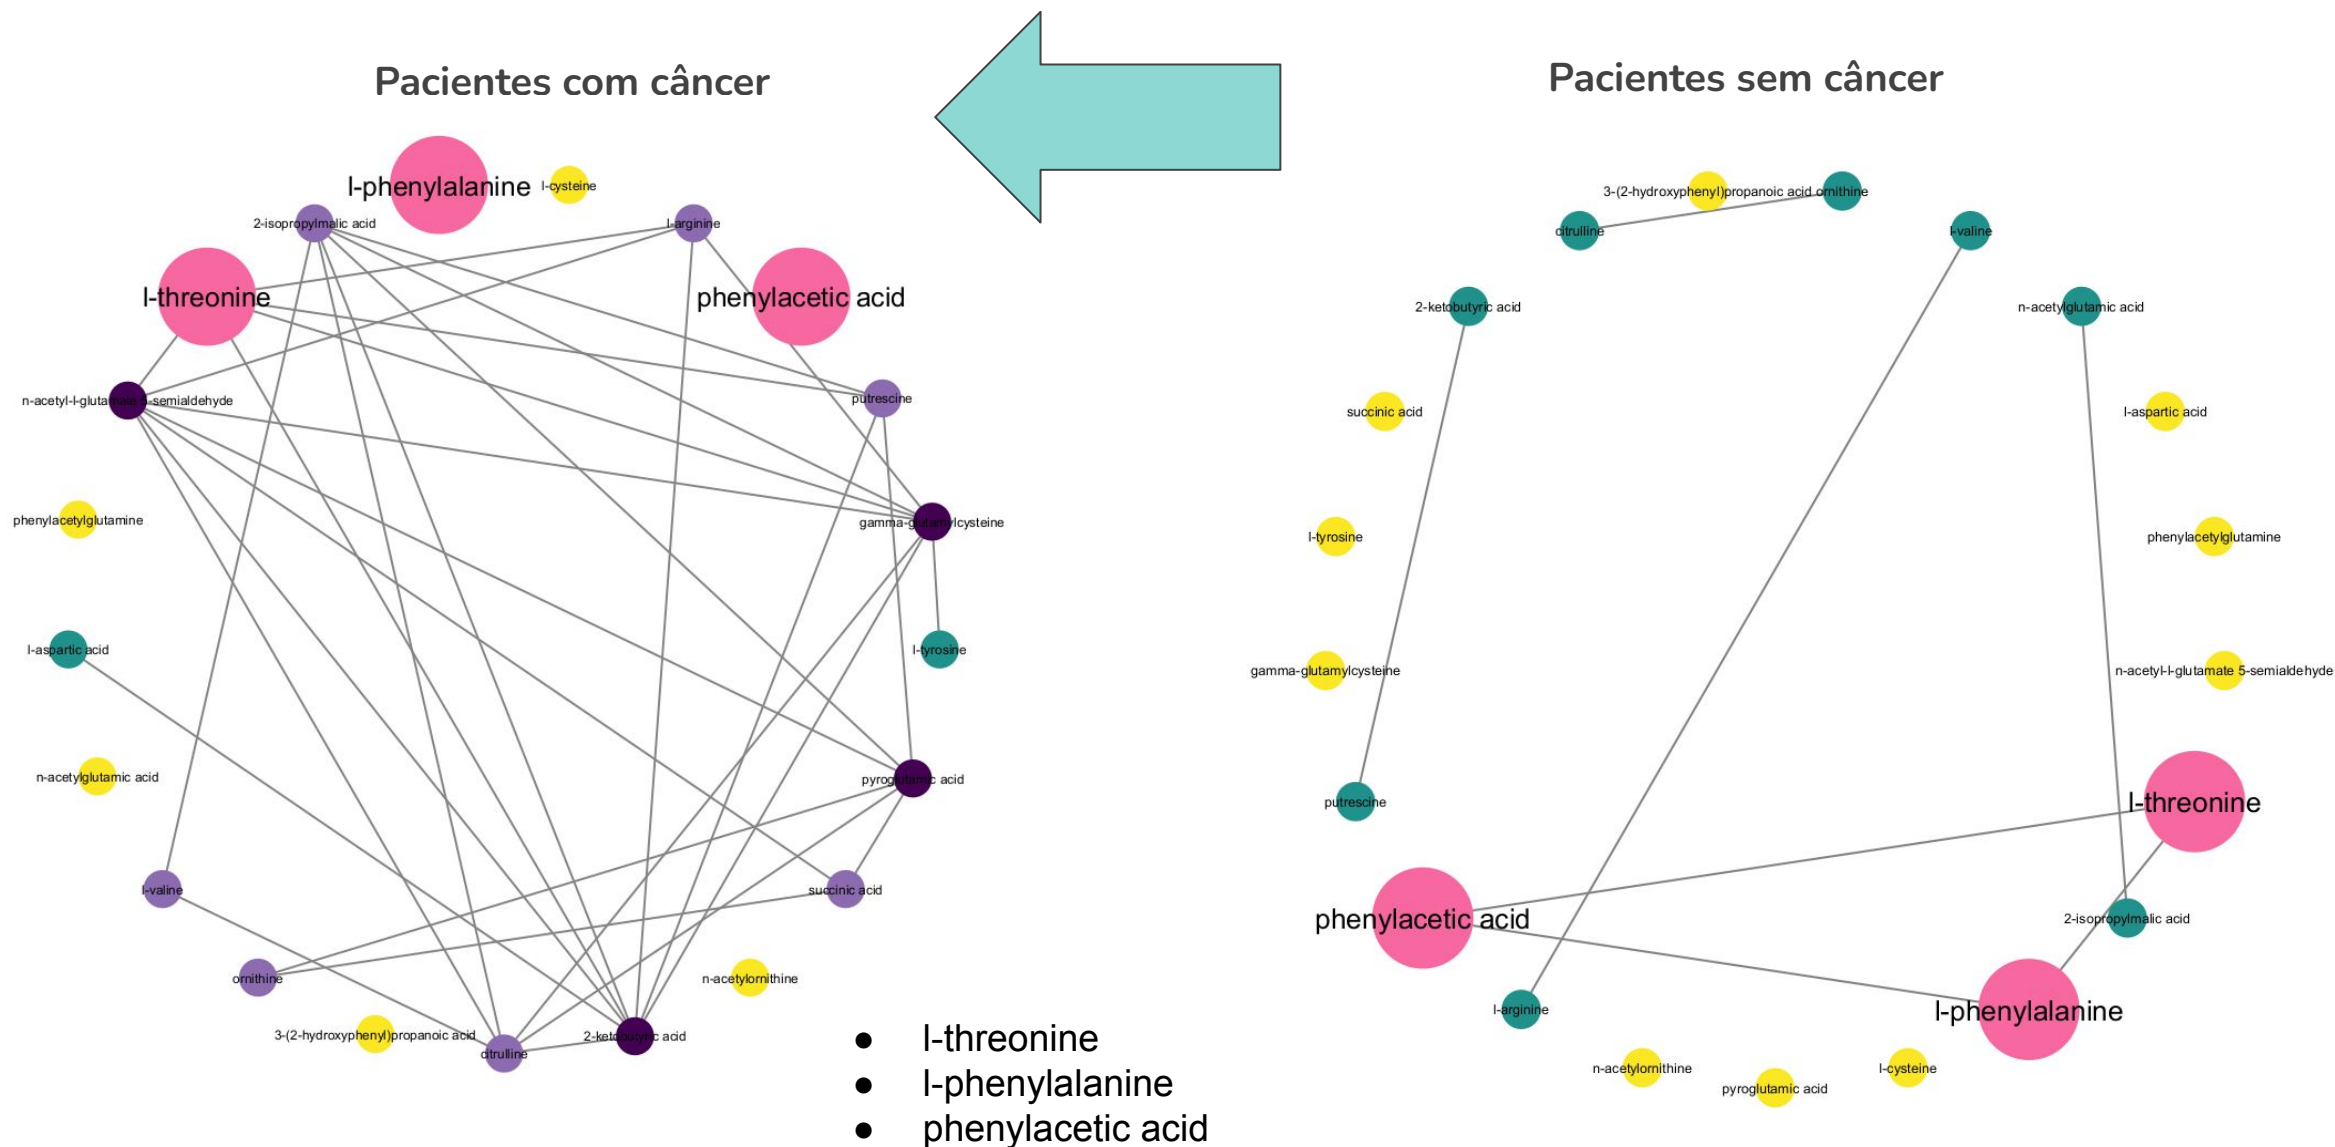 Pacientes com câncer
Pacientes sem câncer
l-phenylalanine
l-cysteine
2-isopropylmalic acid
l-arginine
l-threonine
phenylacetic acid
n-acetyl-l-glutamate 5-semialdehyde
putrescine
phenylacetylglutamine
gamma-glutamylcysteine
l-aspartic acid
l-tyrosine
n-acetylglutamic acid
pyroglutamic acid
l-valine
succinic acid
ornithine
n-acetylornithine
3-(2-hydroxyphenyl)propanoic acid
citrulline
2-ketobutyric acid
l-threonine
l-phenylalanine
phenylacetic acid
3-(2-hydroxyphenyl)propanoic acid
ornithine
citrulline
l-valine
2-ketobutyric acid
n-acetylglutamic acid
succinic acid
l-aspartic acid
l-tyrosine
phenylacetylglutamine
gamma-glutamylcysteine
n-acetyl-l-glutamate 5-semialdehyde
putrescine
l-threonine
phenylacetic acid
2-isopropylmalic acid
l-arginine
l-phenylalanine
n-acetylornithine
pyroglutamic acid
l-cysteine